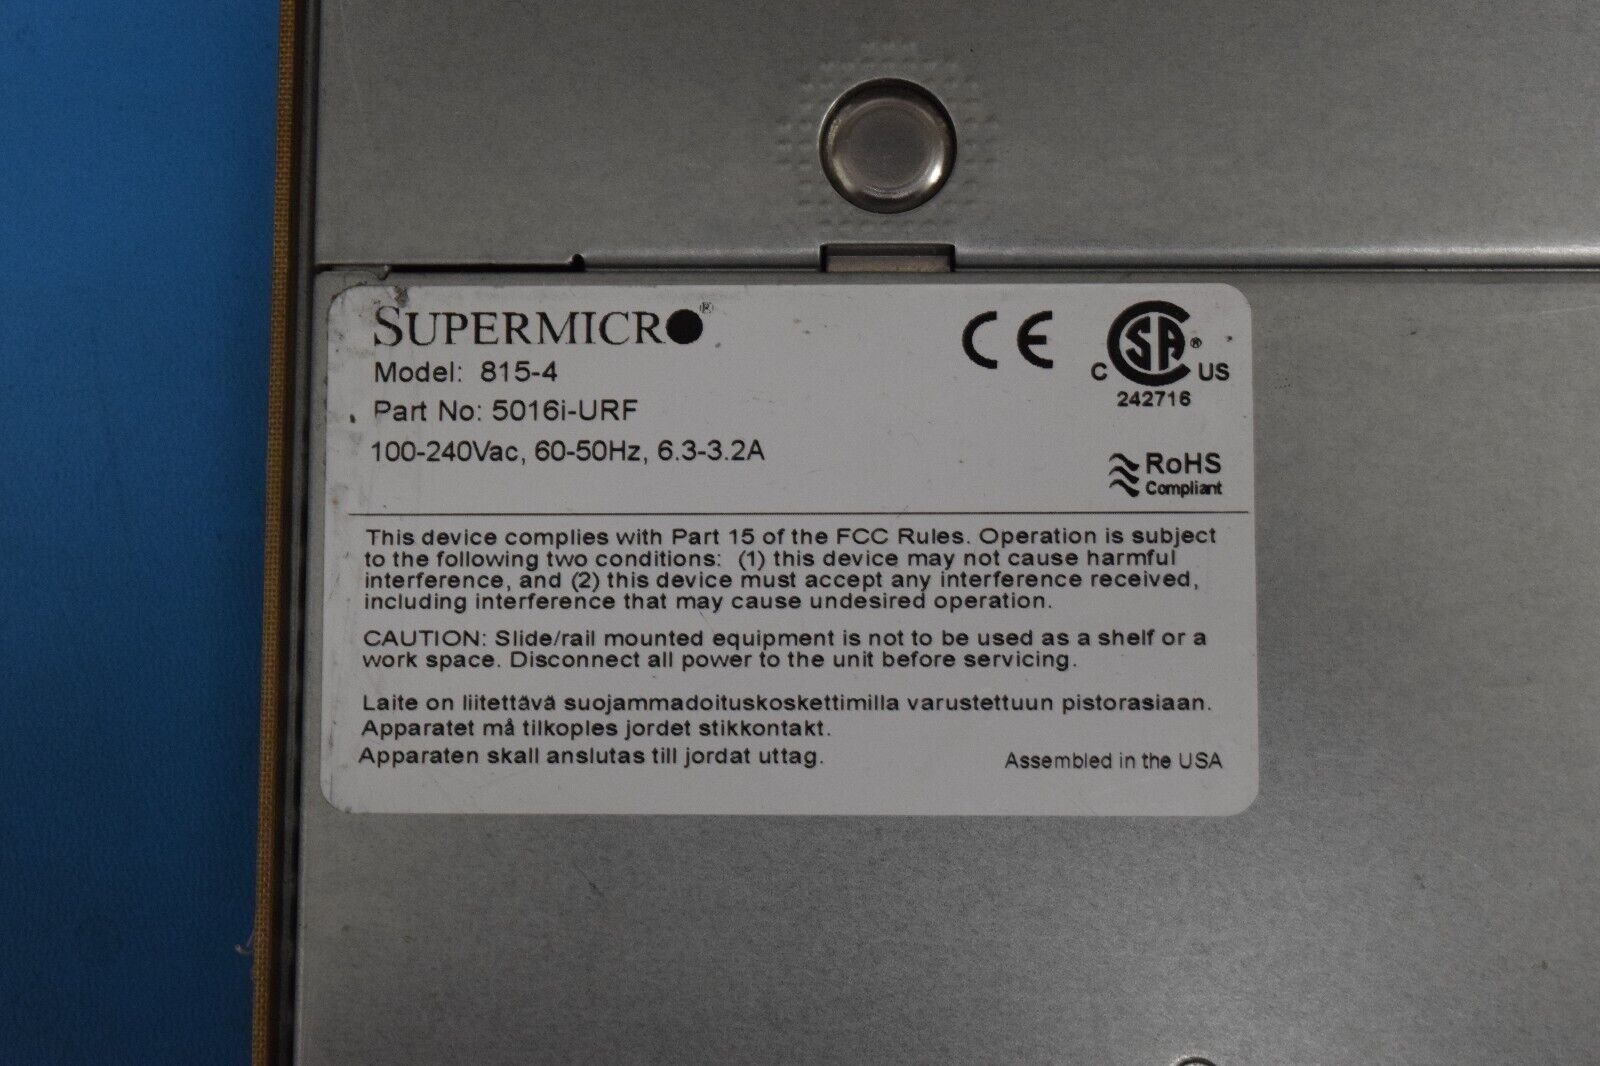 SUPERMICRO®
Model: 815-4
Part No: 5016i-URF
100-240Vac, 60-50Hz, 6.3-3.2A
CE
C SA ® US
242716
RoHS
Compliant
This device complies with Part 15 of the FCC Rules. Operation is subject
to the following two conditions: (1) this device may not cause harmful
interference, and (2) this device must accept any interference received,
including interference that may cause undesired operation.
CAUTION: Slide/rail mounted equipment is not to be used as a shelf or a
work space. Disconnect all power to the unit before servicing.
Laite on liitettävä suojammadoituskoskettimilla varustettuun pistorasiaan.
Apparatet må tilkoples jordet stikkontakt.
Apparaten skall anslutas till jordat uttag.
Assembled in the USA